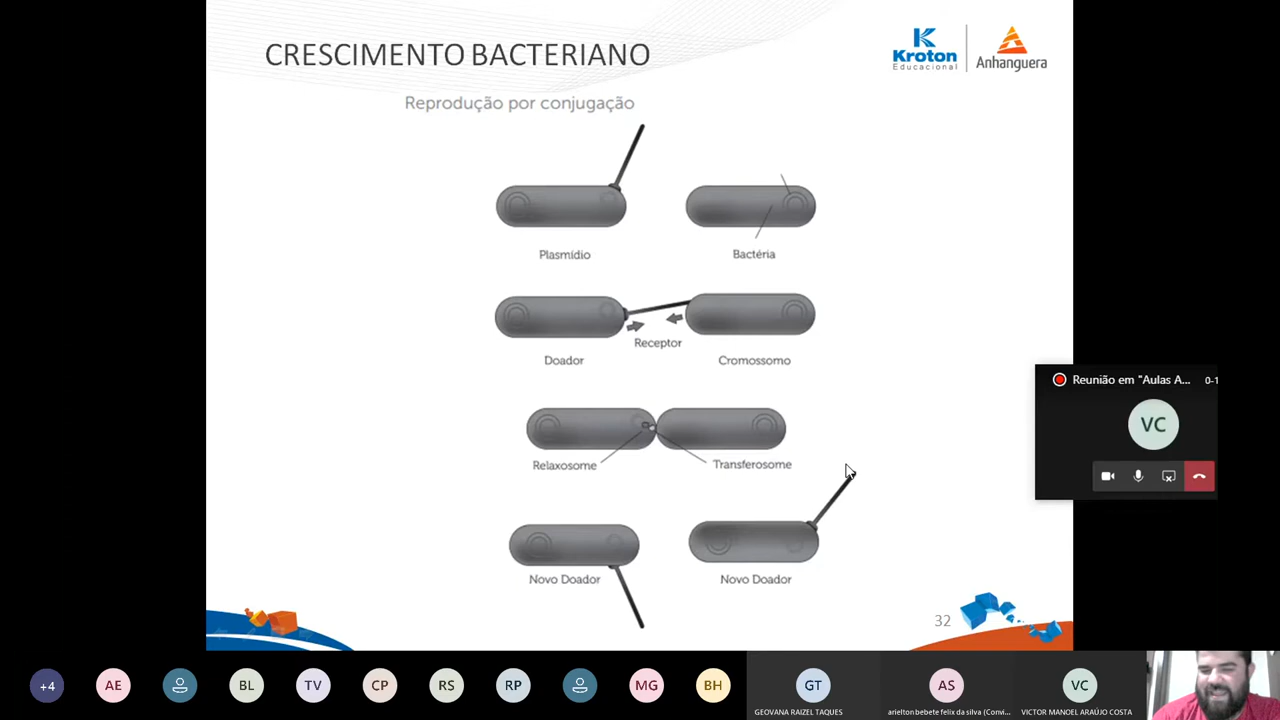 CRESCIMENTO BACTERIANO
Kroton
Educacional
Anhanguera
Reprodução por conjugação
Plasmídio
Bactéria
Receptor
Doador
Cromossomo
Relaxosome
Transferosome
Novo Doador
Novo Doador
32
Reunião em "Aulas A...
0-1
VC
+4
AE
BL
TV
CP
RS
RP
MG
BH
GT
AS
VC
GEOVANA RAIZEL TAQUES
arielton bebete felix da silva (Convi...
VICTOR MANOEL ARAÚJO COSTA